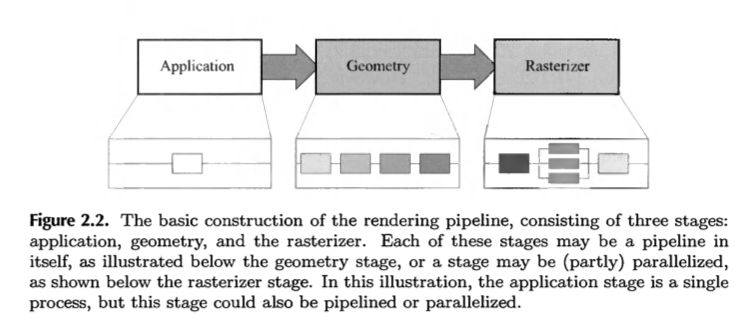 Application
Geometry
Rasterizer
Figure 2.2. The basic construction of the rendering pipeline, consisting of three stages:
application, geometry, and the rasterizer. Each of these stages may be a pipeline in
itself, as illustrated below the geometry stage, or a stage may be (partly) parallelized,
as shown below the rasterizer stage. In this illustration, the application stage is a single
process, but this stage could also be pipelined or parallelized.